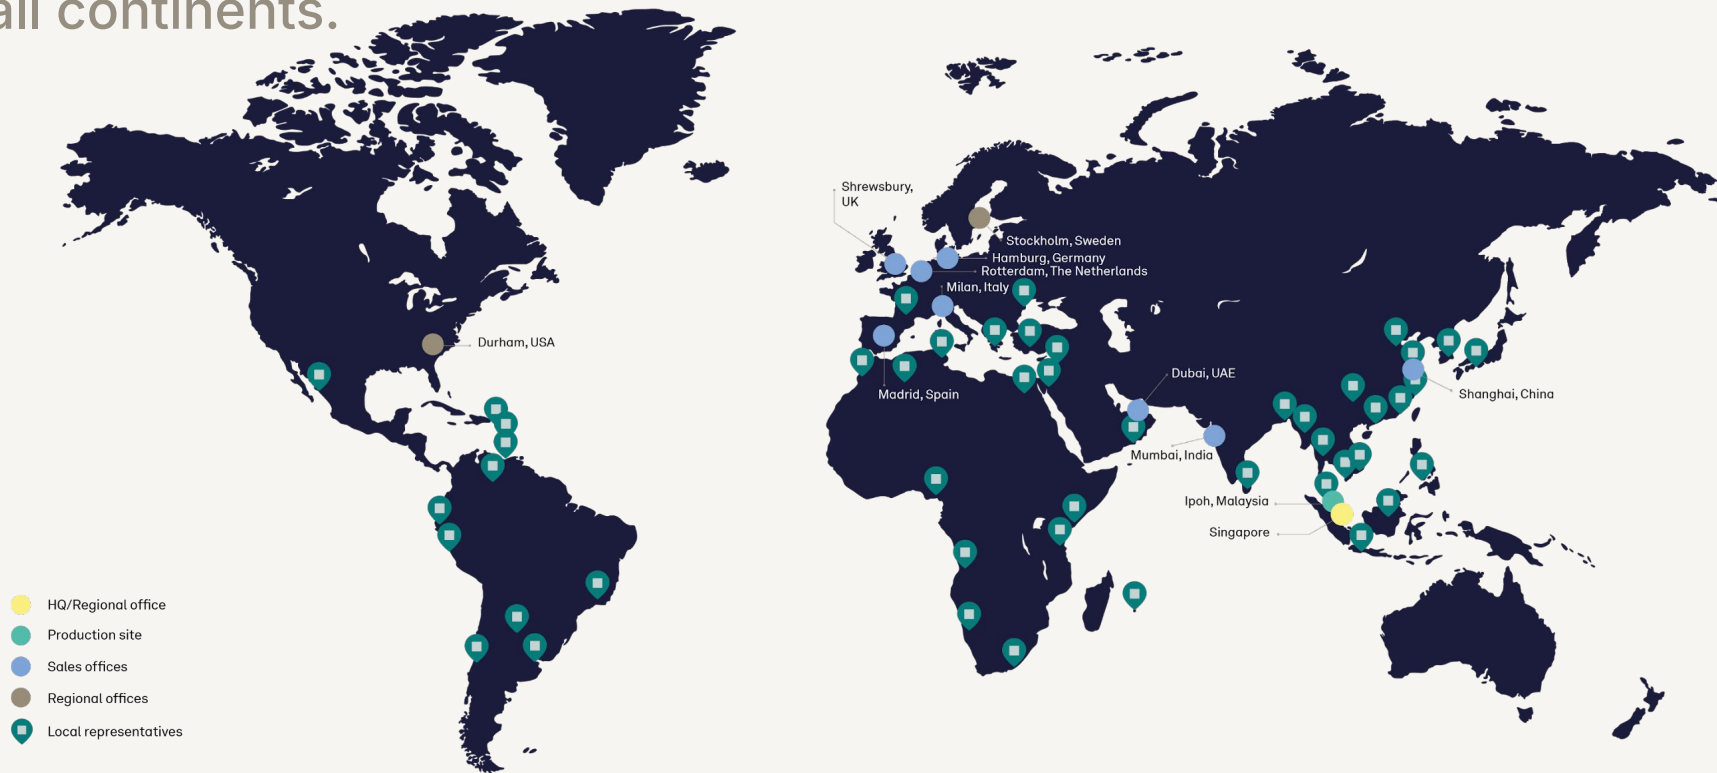 all continents.
Shrewsbury,
UK
Stockholm, Sweden
Hamburg, Germany
Rotterdam, The Netherlands
Milan, Italy
Durham, USA
Madrid, Spain
Dubai, UAE
Shanghai, China
Mumbai, India
Ipoh, Malaysia
Singapore
HQ/Regional office
Production site
Sales offices
Regional offices
Local representatives